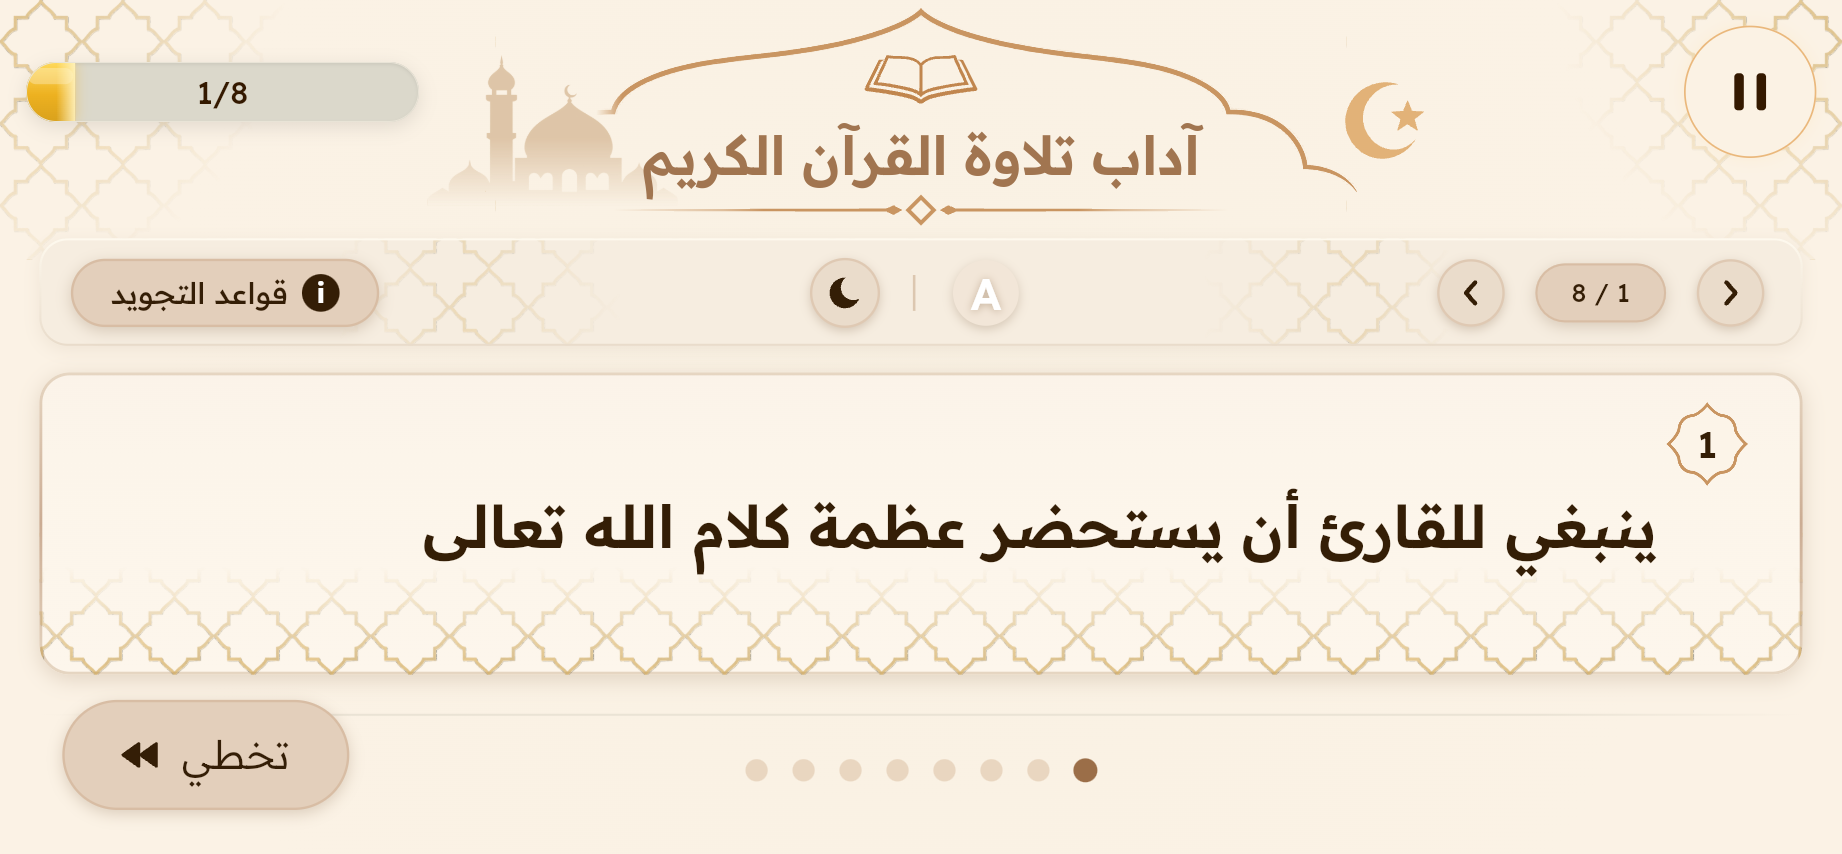 1/8
آداب تلاوة القرآن الكريم
8 / 1
A
قواعد التجويد
1
ينبغي للقارئ أن يستحضر عظمة كلام الله تعالى
تخطي